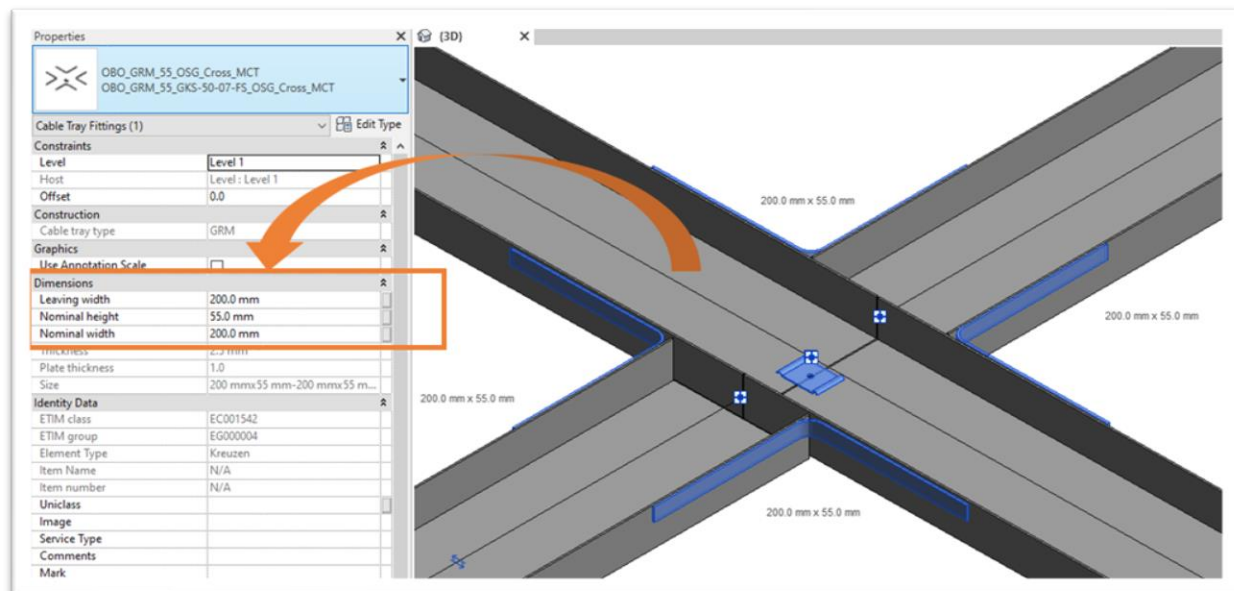 Properties
(3D)
OBO_GRM_55_OSG_Cross_MCT
OBO_GRM_55_GKS-50-07-FS_OSG_Cross_MCT
Cable Tray Fittings (1)
Edit Type
Constraints
Level Level 1
Host Level : Level 1
Offset 0.0
Construction
Cable tray type GRM
Graphics
Use Annotation Scale
Dimensions
Leaving width 200.0 mm
Nominal height 55.0 mm
Nominal width 200.0 mm
Thickness 2.5 mm
Plate thickness 1.0
Size 200 mmx55 mm-200 mmx55 m...
Identity Data
ETIM class EC001542
ETIM group EG000004
Element Type Kreuzen
Item Name N/A
Item number N/A
Uniclass
Image
Service Type
Comments
Mark
200.0 mm x 55.0 mm
200.0 mm x 55.0 mm
200.0 mm x 55.0 mm
200.0 mm x 55.0 mm